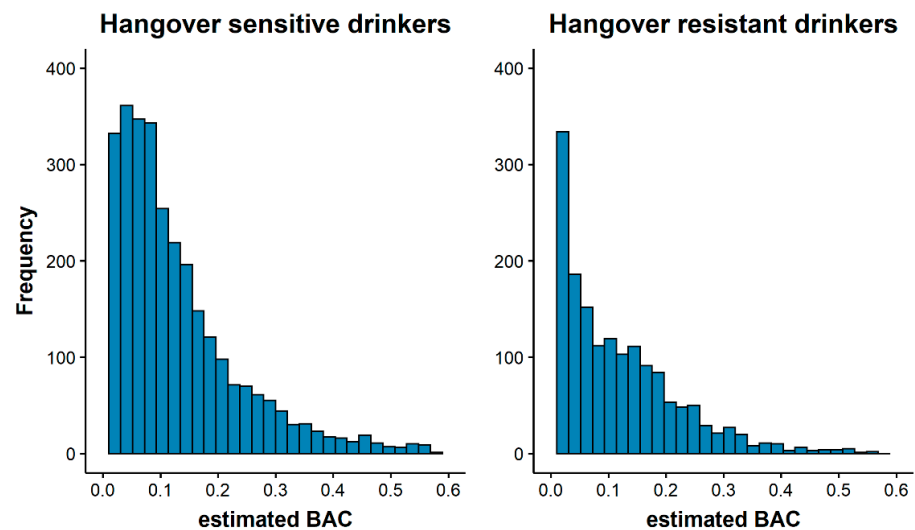 Hangover sensitive drinkers
Frequency
400
300
200
100
0
0.0 0.1 0.2 0.3 0.4 0.5 0.6
estimated BAC
Hangover resistant drinkers
400
300
200
100
0
0.0 0.1 0.2 0.3 0.4 0.5 0.6
estimated BAC